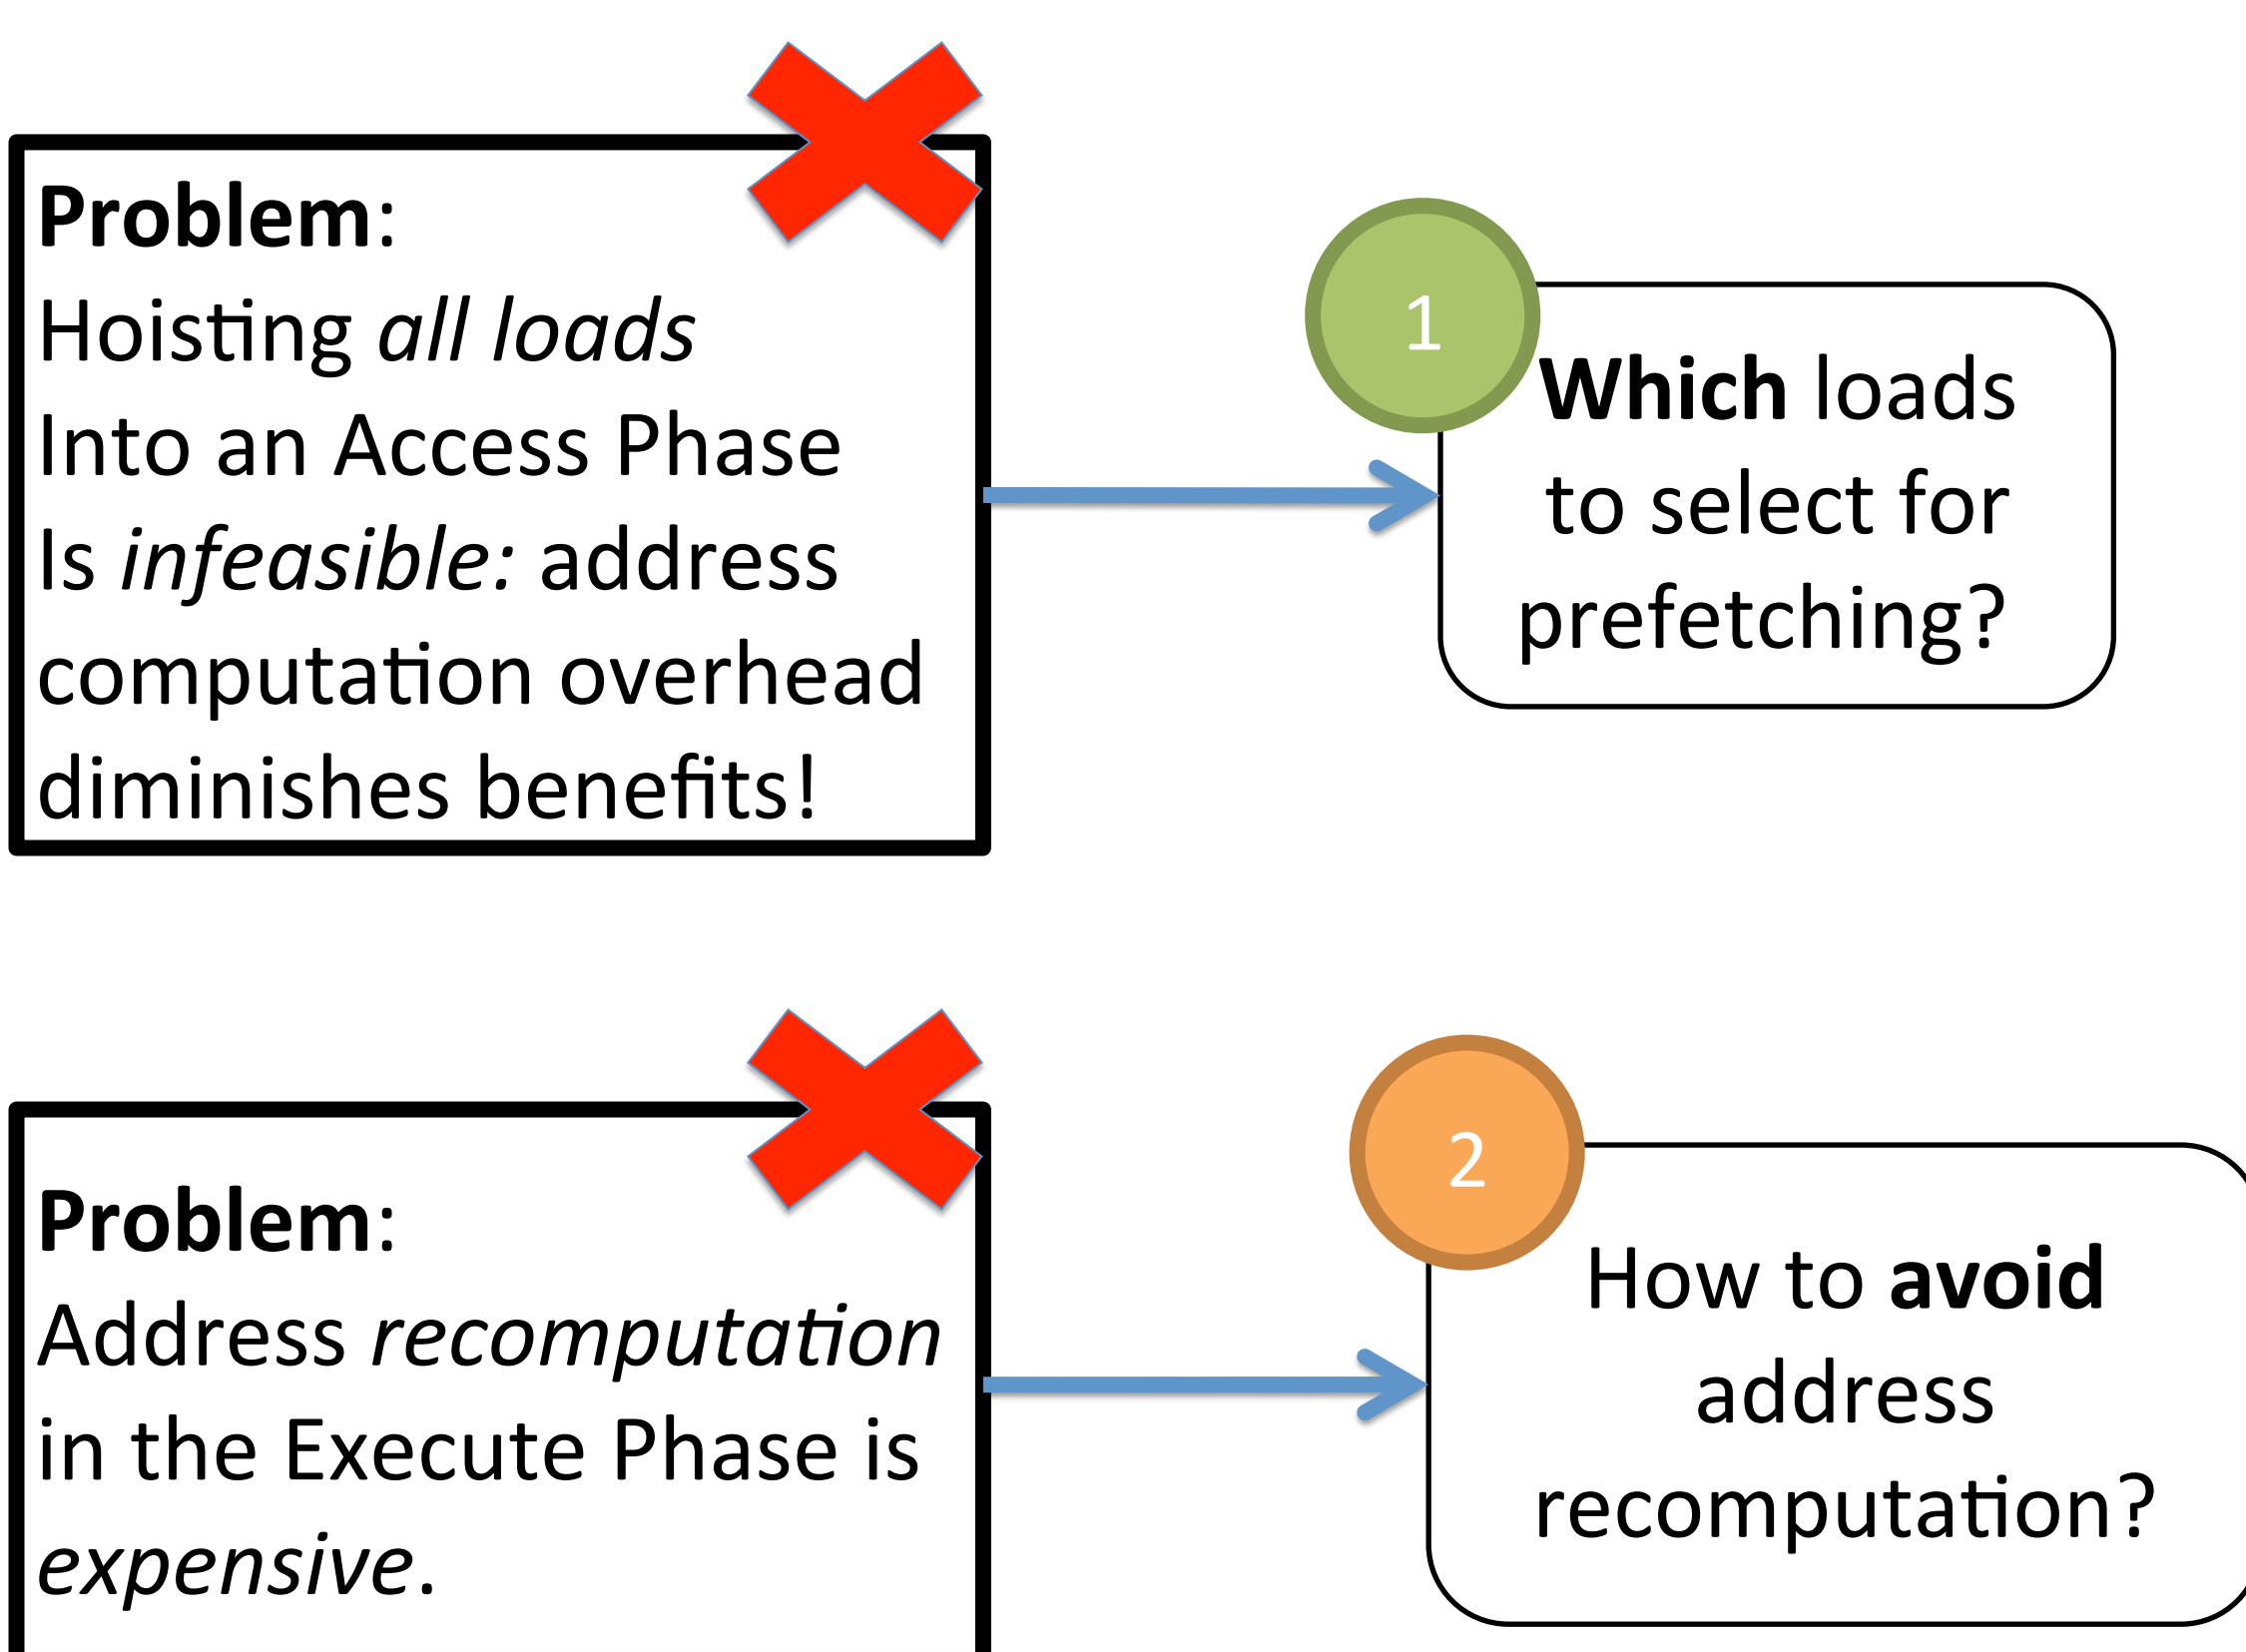 Problem:
Hoisting all loads
Into an Access Phase
Is infeasible: address
computation overhead
diminishes benefits!
1
Which loads
to select for
prefetching?
Problem:
Address recomputation
in the Execute Phase is
expensive.
2
How to avoid
address
recomputation?